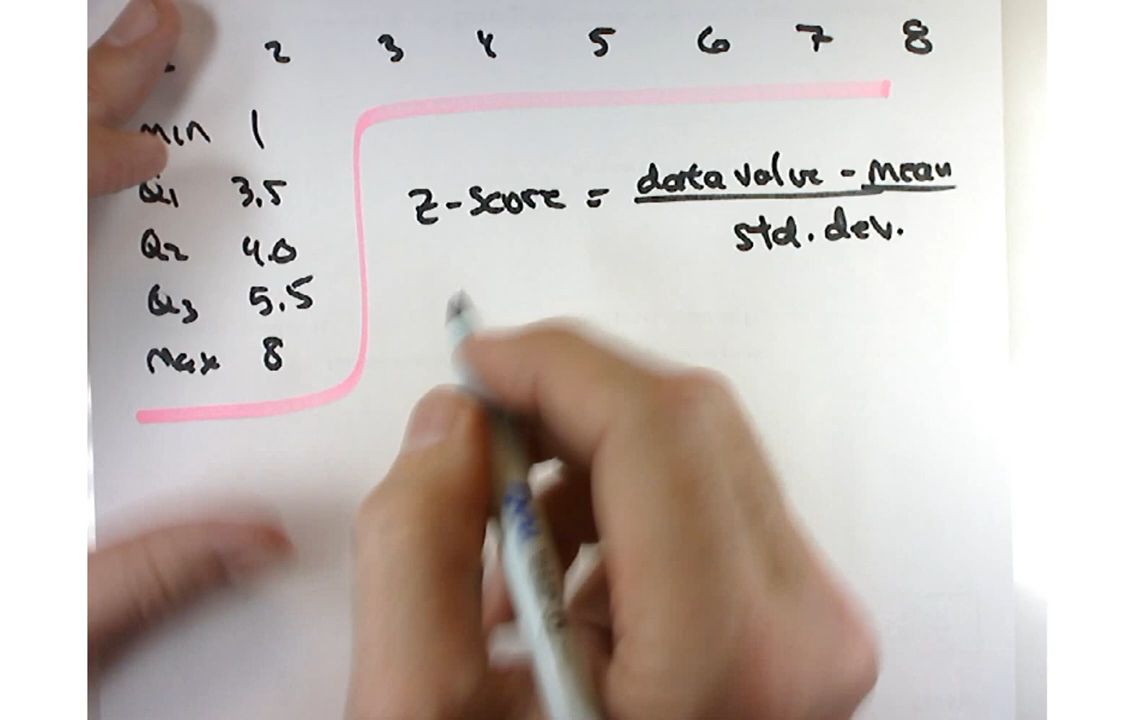 2 3 4 5 6 7 8
min 1
Q1 3.5
Q2 4.0
Q3 5.5
Max 8
z-score = data value - mean
std. dev.